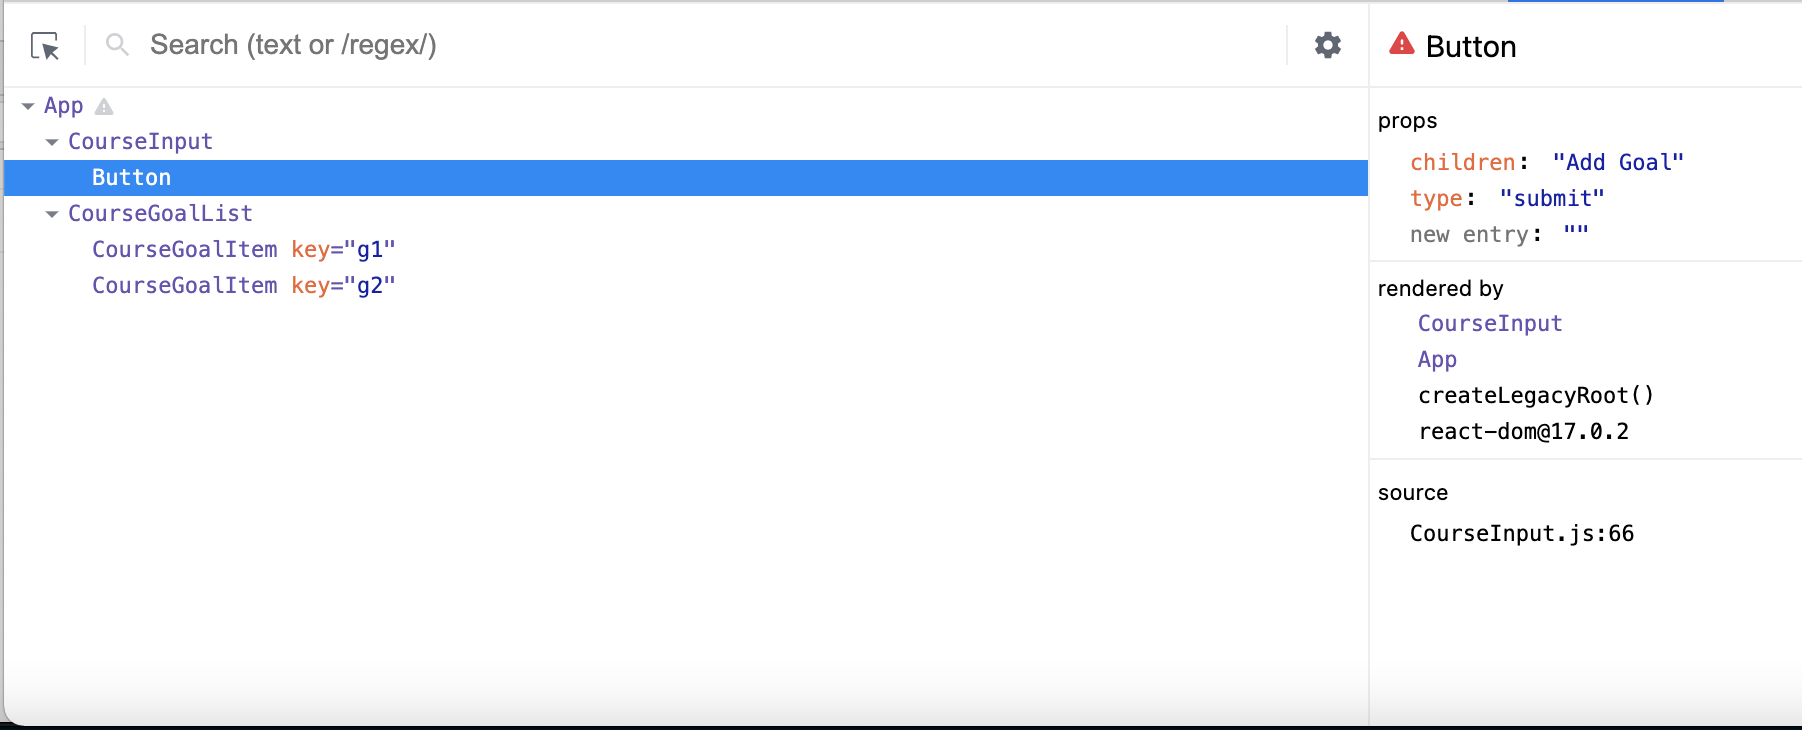 Search (text or /regex/)
App
CourseInput
Button
CourseGoalList
CourseGoalItem key="g1"
CourseGoalItem key="g2"
Button
props
children: "Add Goal"
type: "submit"
new entry: ""
rendered by
CourseInput
App
createLegacyRoot()
react-dom@17.0.2
source
CourseInput.js:66